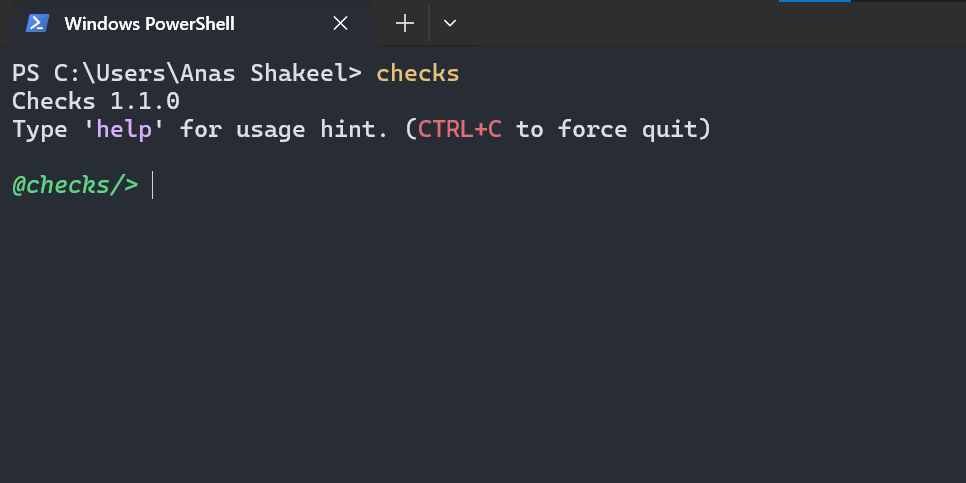 Windows PowerShell
PS C:\Users\Anas Shakeel> checks
Checks 1.1.0
Type 'help' for usage hint. (CTRL+C to force quit)
@checks/>